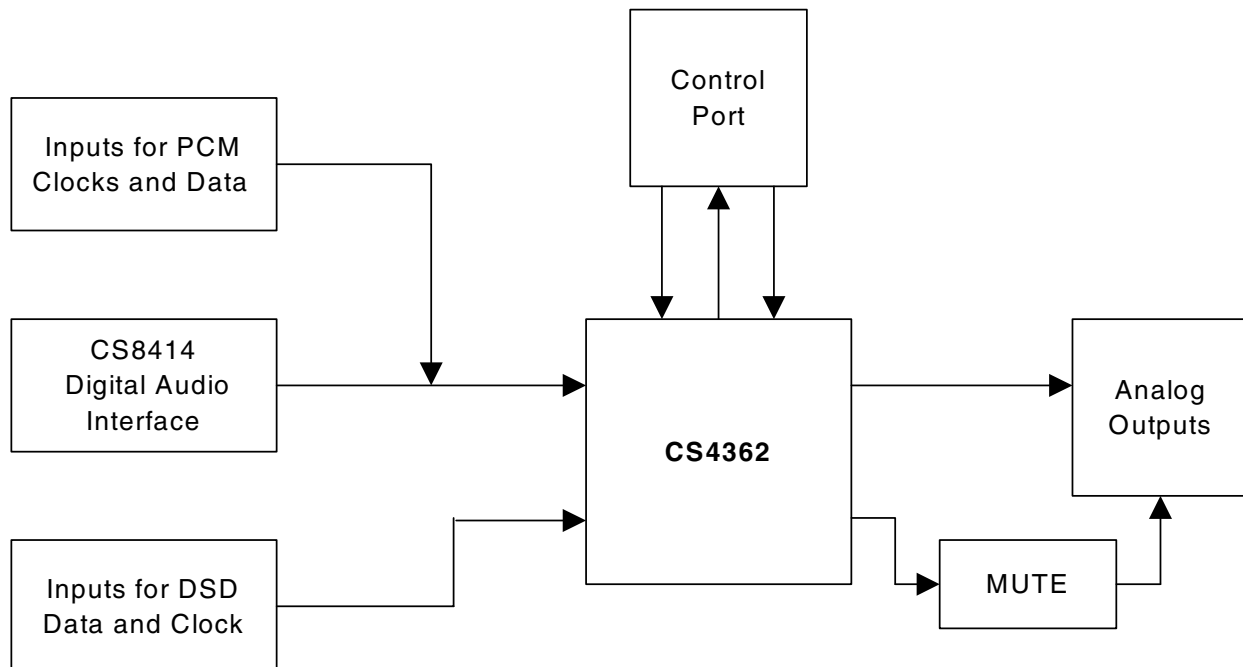 Control
Port
Inputs for PCM
Clocks and Data
CS8414
Digital Audio
Interface
CS4362
Analog
Outputs
Inputs for DSD
Data and Clock
MUTE